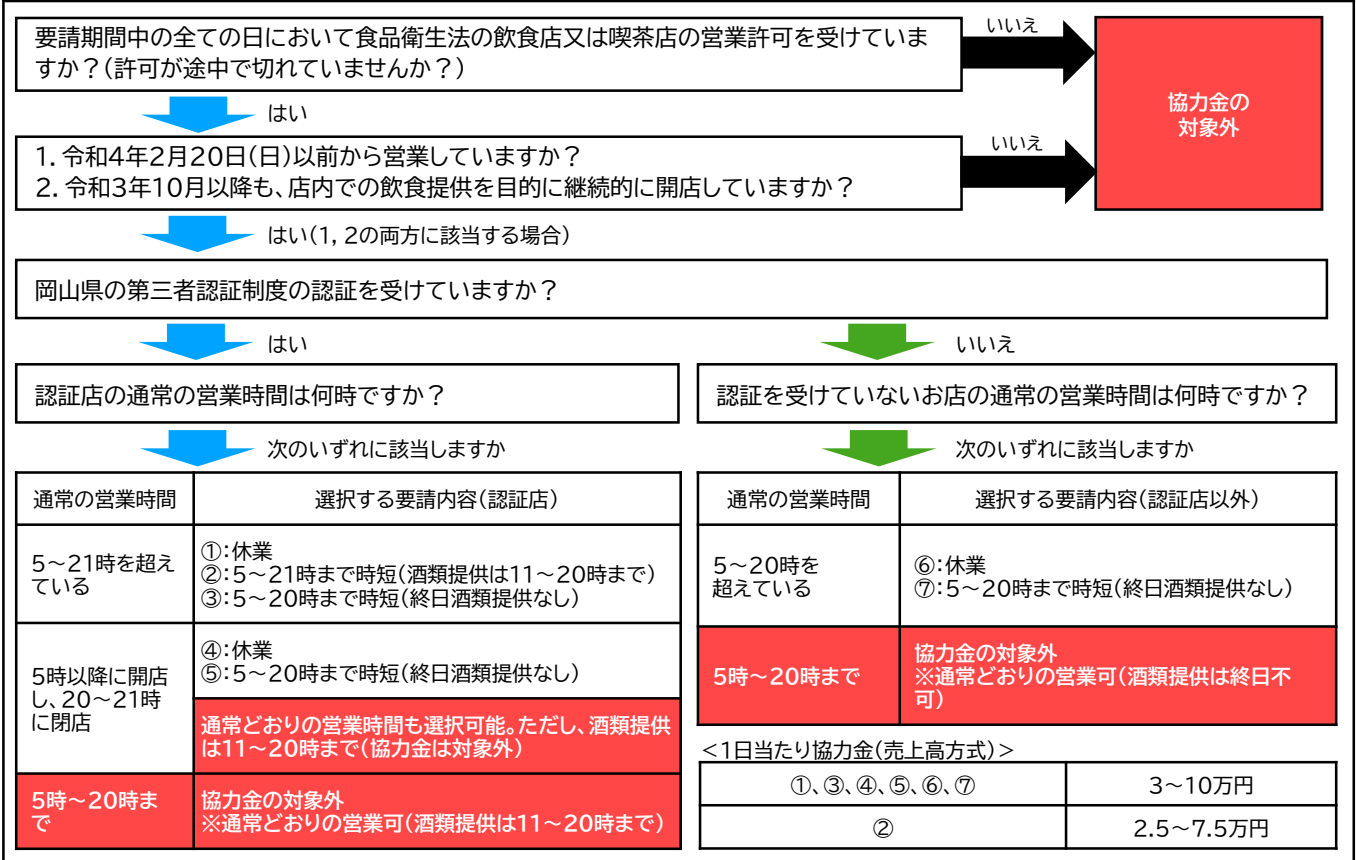 要請期間中の全ての日において食品衛生法の飲食店又は喫茶店の営業許可を受けていま
すか？(許可が途中で切れていませんか？)
いいえ
協力金の
対象外
はい
1. 令和4年2月20日(日)以前から営業していますか？
2. 令和3年10月以降も、店内での飲食提供を目的に継続的に開店していますか？
いいえ
はい(1, 2の両方に該当する場合)
岡山県の第三者認証制度の認証を受けていますか？
はい
いいえ
認証店の通常の営業時間は何時ですか？
認証を受けていないお店の通常の営業時間は何時ですか？
次のいずれに該当しますか
次のいずれに該当しますか
通常の営業時間
選択する要請内容(認証店)
5～21時を超え
ている
①:休業
②:5～21時まで時短(酒類提供は11～20時まで)
③:5～20時まで時短(終日酒類提供なし)
5時以降に開店
し、20～21時
に閉店
④:休業
⑤:5～20時まで時短(終日酒類提供なし)
通常どおりの営業時間も選択可能。ただし、酒類提供
は11～20時まで(協力金は対象外)
5時～20時ま
で
協力金の対象外
※通常どおりの営業可(酒類提供は11～20時まで)
通常の営業時間
選択する要請内容(認証店以外)
5～20時を
超えている
⑥:休業
⑦:5～20時まで時短(終日酒類提供なし)
5時～20時まで
協力金の対象外
※通常どおりの営業可(酒類提供は終日不
可)
＜1日当たり協力金(売上高方式)＞
①、③、④、⑤、⑥、⑦
3～10万円
②
2.5～7.5万円